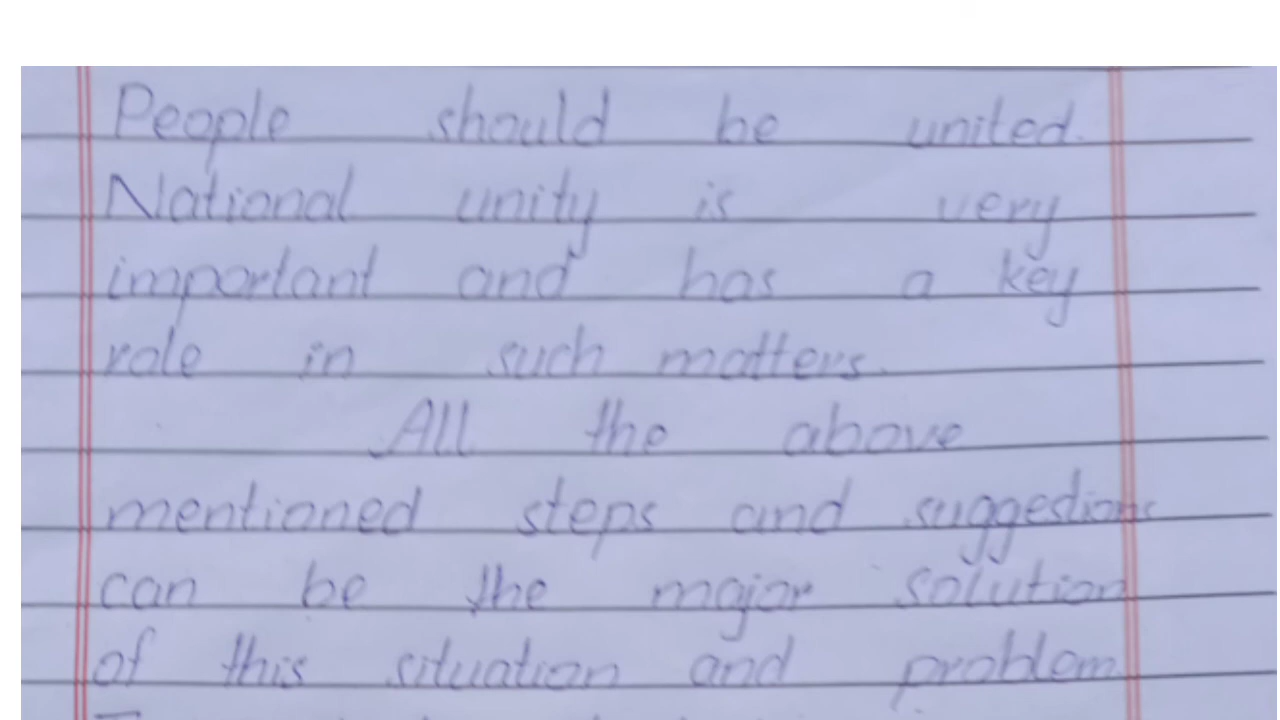 People should be united.
National unity is very
important and has a key
role in such matters.
All the above
mentioned steps and suggestions
can be the major solution
of this situation and problem.